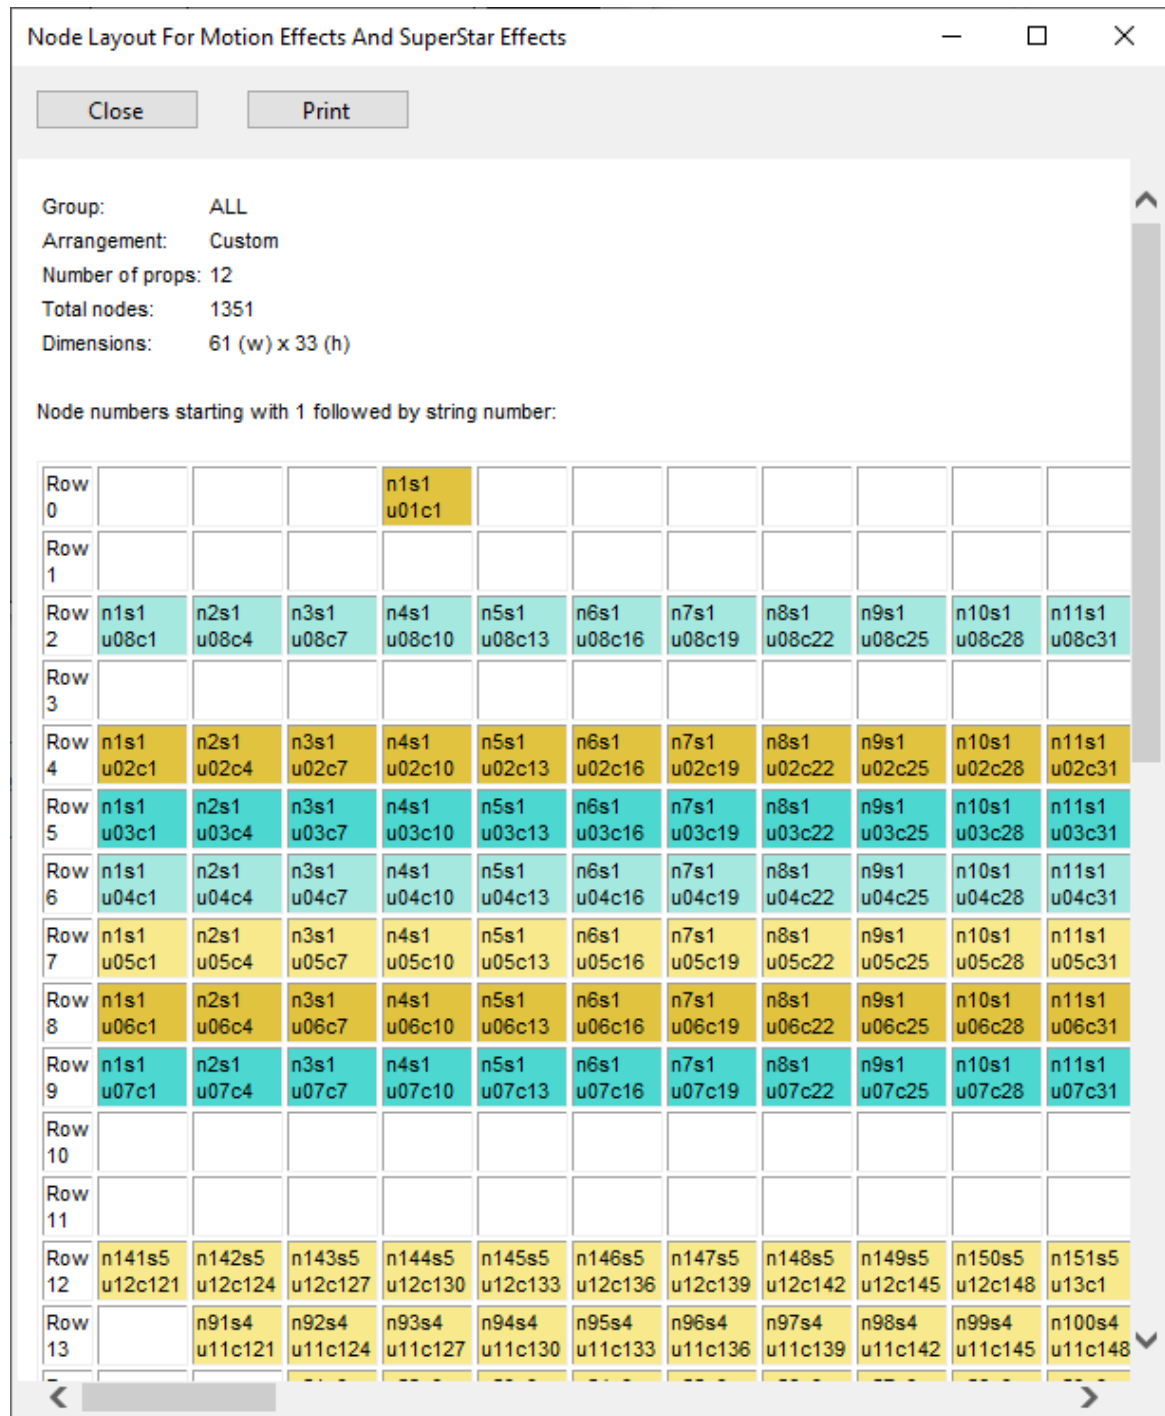 Node Layout For Motion Effects And SuperStar Effects
Close Print
Group: ALL
Arrangement: Custom
Number of props: 12
Total nodes: 1351
Dimensions: 61 (w) x 33 (h)
Node numbers starting with 1 followed by string number:
Row n1s1
0 u01c1
Row
1
Row n1s1 n2s1 n3s1 n4s1 n5s1 n6s1 n7s1 n8s1 n9s1 n10s1 n11s1
2 u08c1 u08c4 u08c7 u08c10 u08c13 u08c16 u08c19 u08c22 u08c25 u08c28 u08c31
Row
3
Row n1s1 n2s1 n3s1 n4s1 n5s1 n6s1 n7s1 n8s1 n9s1 n10s1 n11s1
4 u02c1 u02c4 u02c7 u02c10 u02c13 u02c16 u02c19 u02c22 u02c25 u02c28 u02c31
Row n1s1 n2s1 n3s1 n4s1 n5s1 n6s1 n7s1 n8s1 n9s1 n10s1 n11s1
5 u03c1 u03c4 u03c7 u03c10 u03c13 u03c16 u03c19 u03c22 u03c25 u03c28 u03c31
Row n1s1 n2s1 n3s1 n4s1 n5s1 n6s1 n7s1 n8s1 n9s1 n10s1 n11s1
6 u04c1 u04c4 u04c7 u04c10 u04c13 u04c16 u04c19 u04c22 u04c25 u04c28 u04c31
Row n1s1 n2s1 n3s1 n4s1 n5s1 n6s1 n7s1 n8s1 n9s1 n10s1 n11s1
7 u05c1 u05c4 u05c7 u05c10 u05c13 u05c16 u05c19 u05c22 u05c25 u05c28 u05c31
Row n1s1 n2s1 n3s1 n4s1 n5s1 n6s1 n7s1 n8s1 n9s1 n10s1 n11s1
8 u06c1 u06c4 u06c7 u06c10 u06c13 u06c16 u06c19 u06c22 u06c25 u06c28 u06c31
Row n1s1 n2s1 n3s1 n4s1 n5s1 n6s1 n7s1 n8s1 n9s1 n10s1 n11s1
9 u07c1 u07c4 u07c7 u07c10 u07c13 u07c16 u07c19 u07c22 u07c25 u07c28 u07c31
Row
10
Row
11
Row n141s5 n142s5 n143s5 n144s5 n145s5 n146s5 n147s5 n148s5 n149s5 n150s5 n151s5
12 u12c121 u12c124 u12c127 u12c130 u12c133 u12c136 u12c139 u12c142 u12c145 u12c148 u13c1
Row n91s4 n92s4 n93s4 n94s4 n95s4 n96s4 n97s4 n98s4 n99s4 n100s4
13 u11c121 u11c124 u11c127 u11c130 u11c133 u11c136 u11c139 u11c142 u11c145 u11c148